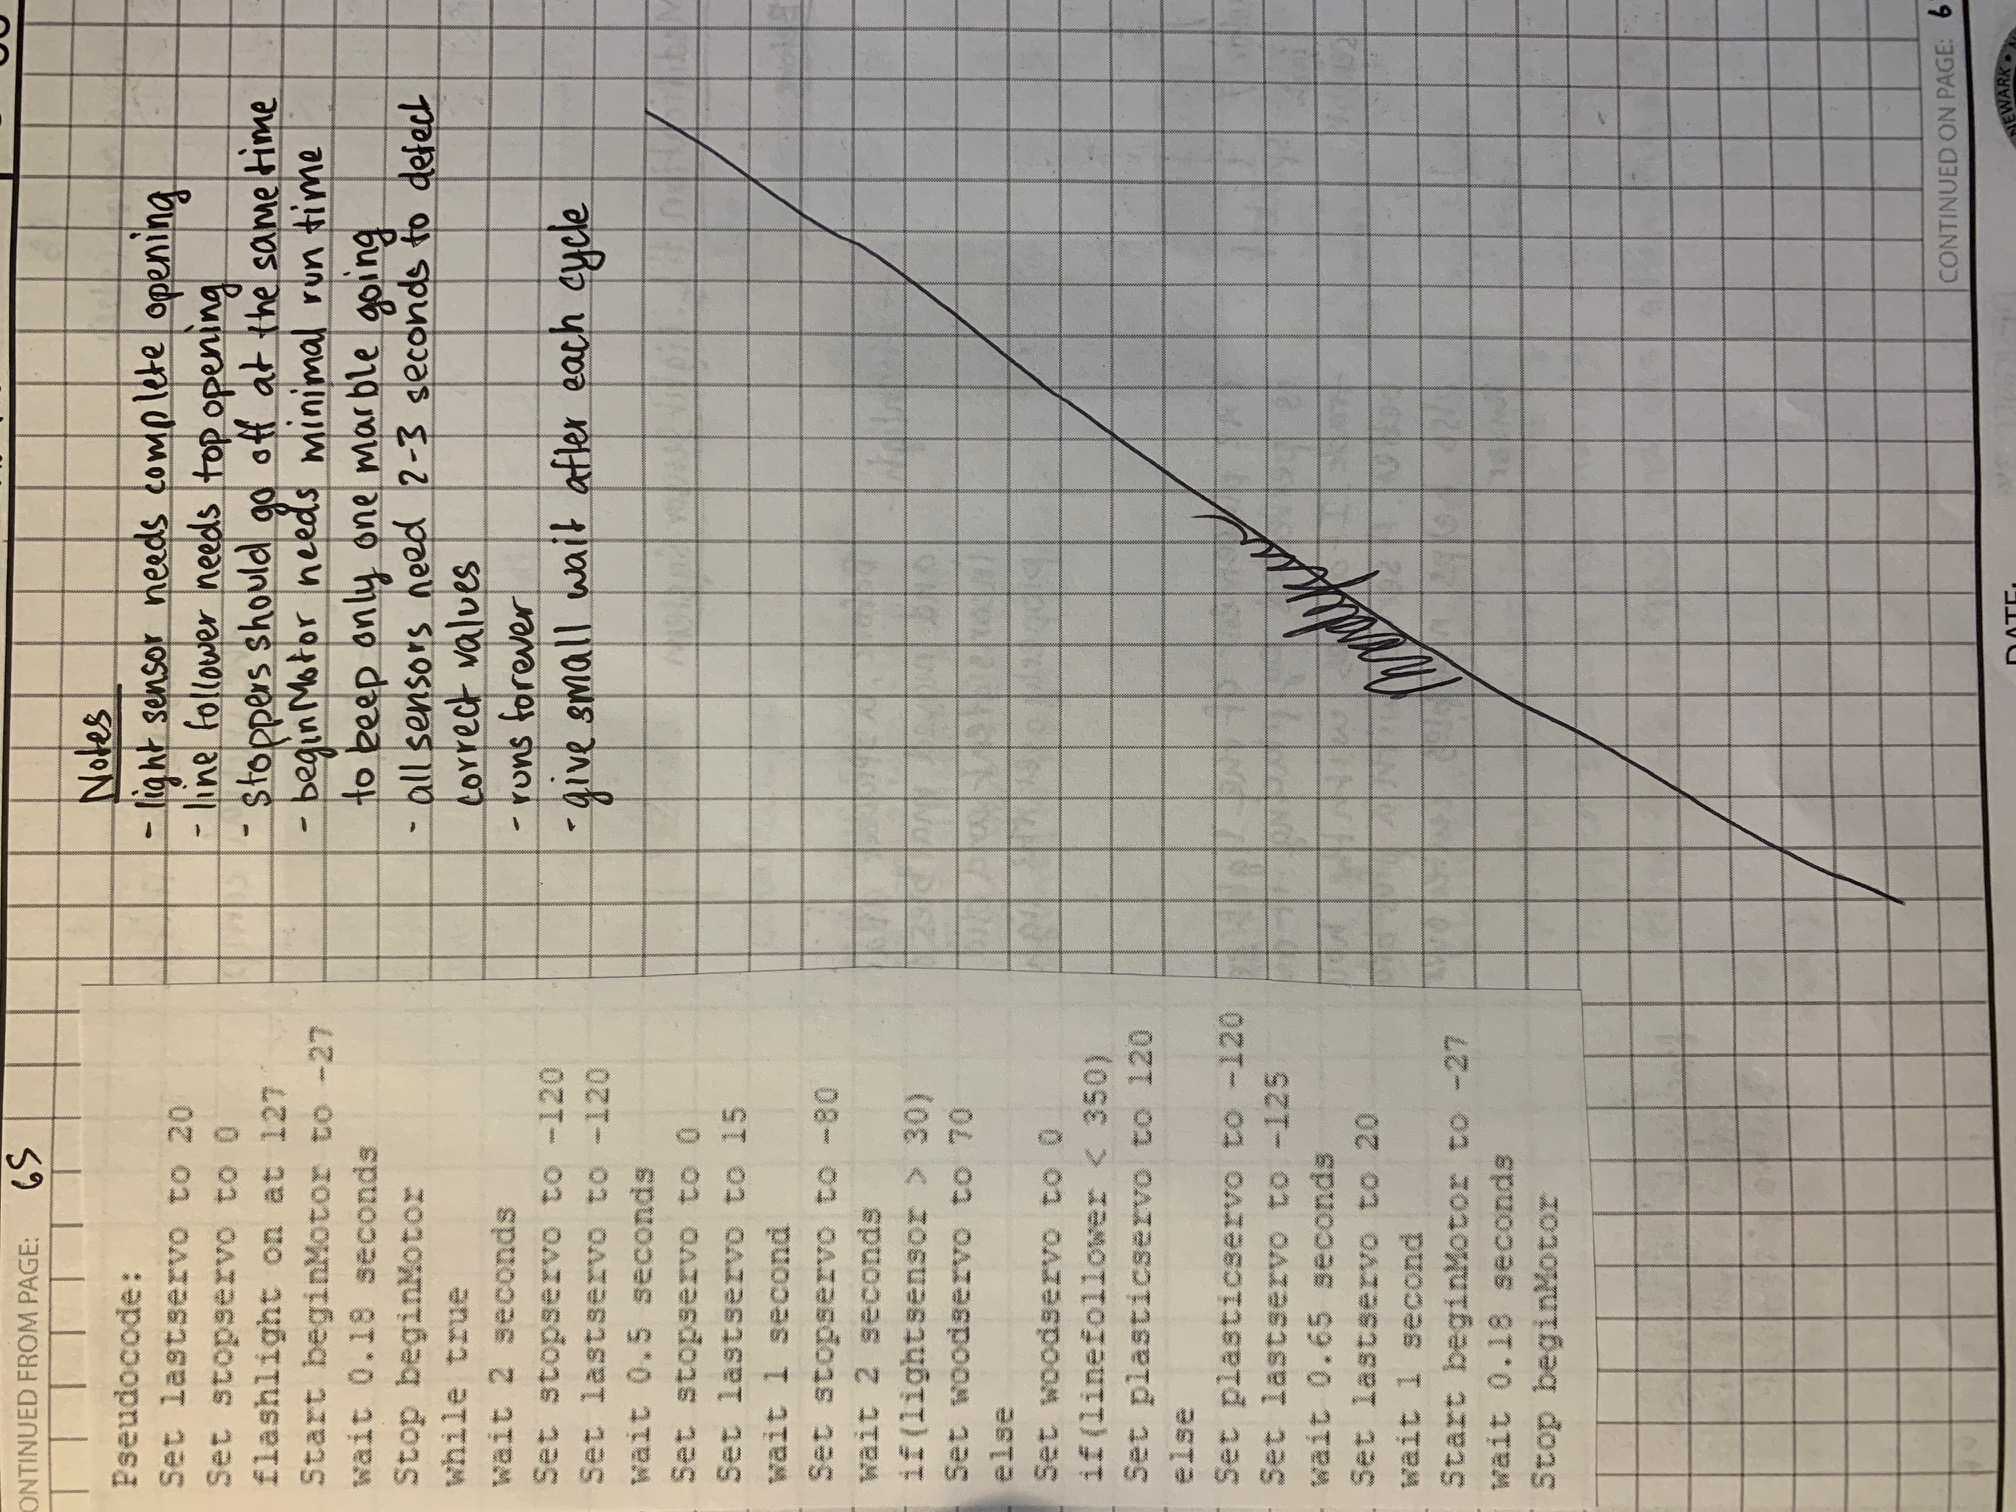 CONTINUED FROM PAGE: 65
Pseudocode:
Set lastservo to 20
Set stopservo to 0
flashlight on at 127
Start beginMotor to -27
wait 0.18 seconds
Stop beginMotor
while true
wait 2 seconds
Set stopservo to -120
Set lastservo to -120
wait 0.5 seconds
Set stopservo to 0
Set lastservo to 15
wait 1 second
Set stopservo to -80
wait 2 seconds
if(lightsensor > 30)
Set woodservo to 70
else
Set woodservo to 0
if(linefollower < 350)
Set plasticservo to 120
else
Set plasticservo to -120
Set lastservo to -125
wait 0.65 seconds
Set lastservo to 20
wait 1 second
Start beginMotor to -27
wait 0.18 seconds
Stop beginMotor
Notes
- light sensor needs complete opening
- line follower needs top opening
- stoppers should go off at the same time
- beginMotor needs minimal run time
to keep only one marble going
- all sensors need 2-3 seconds to detect
correct values
- runs forever
- give small wait after each cycle
CONTINUED ON PAGE: 6
DATE:
NEWARK